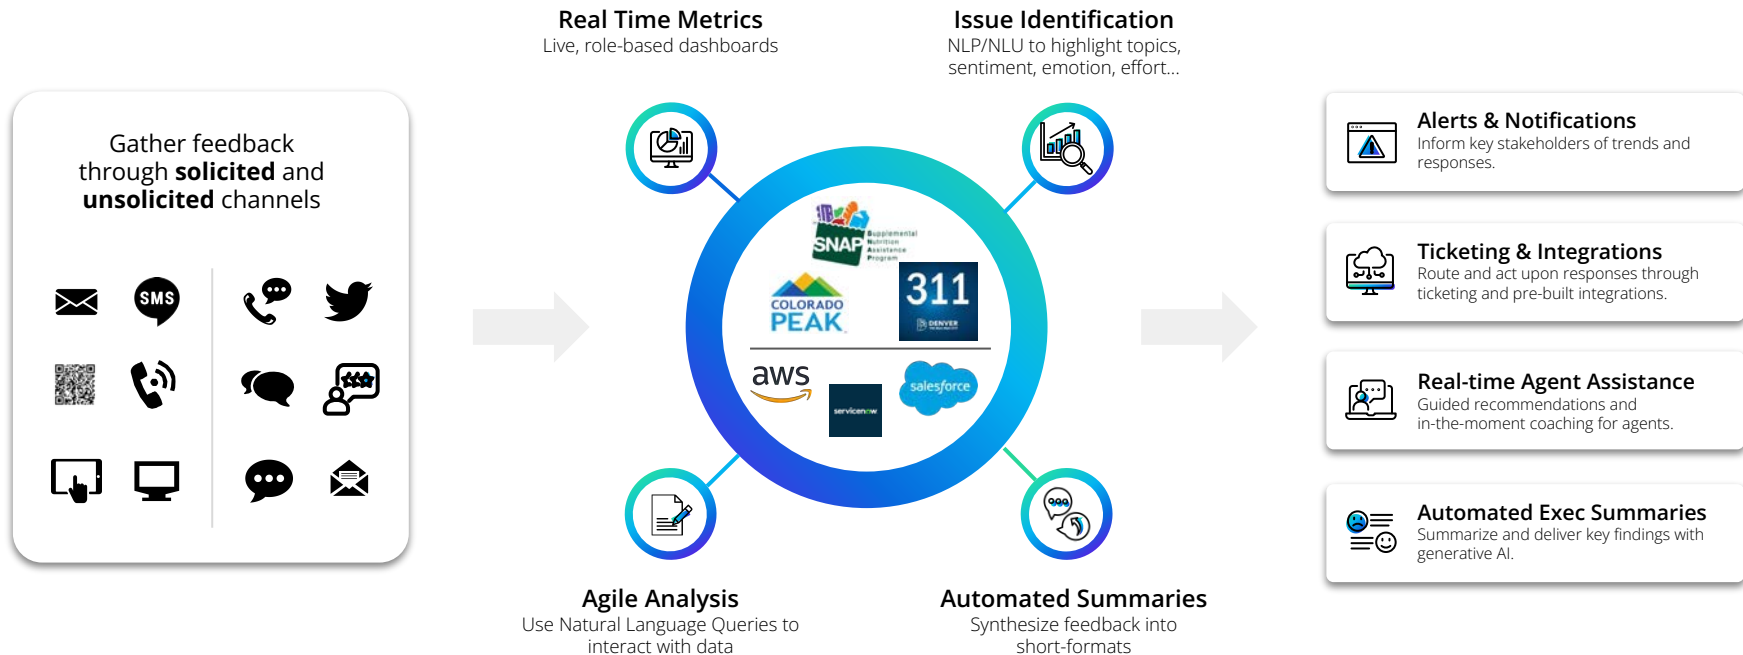 Real Time Metrics
Live, role-based dashboards
Issue Identification
NLP/NLU to highlight topics,
sentiment, emotion, effort...
Gather feedback
through solicited and
unsolicited channels
SMS
SNAP
Supplemental
Nutrition
Assistance
Program
COLORADO
PEAK
311
DENVER
aws
servicenow
salesforce
Agile Analysis
Use Natural Language Queries to
interact with data
Automated Summaries
Synthesize feedback into
short-formats
Alerts & Notifications
Inform key stakeholders of trends and
responses.
Ticketing & Integrations
Route and act upon responses through
ticketing and pre-built integrations.
Real-time Agent Assistance
Guided recommendations and
in-the-moment coaching for agents.
Automated Exec Summaries
Summarize and deliver key findings with
generative AI.